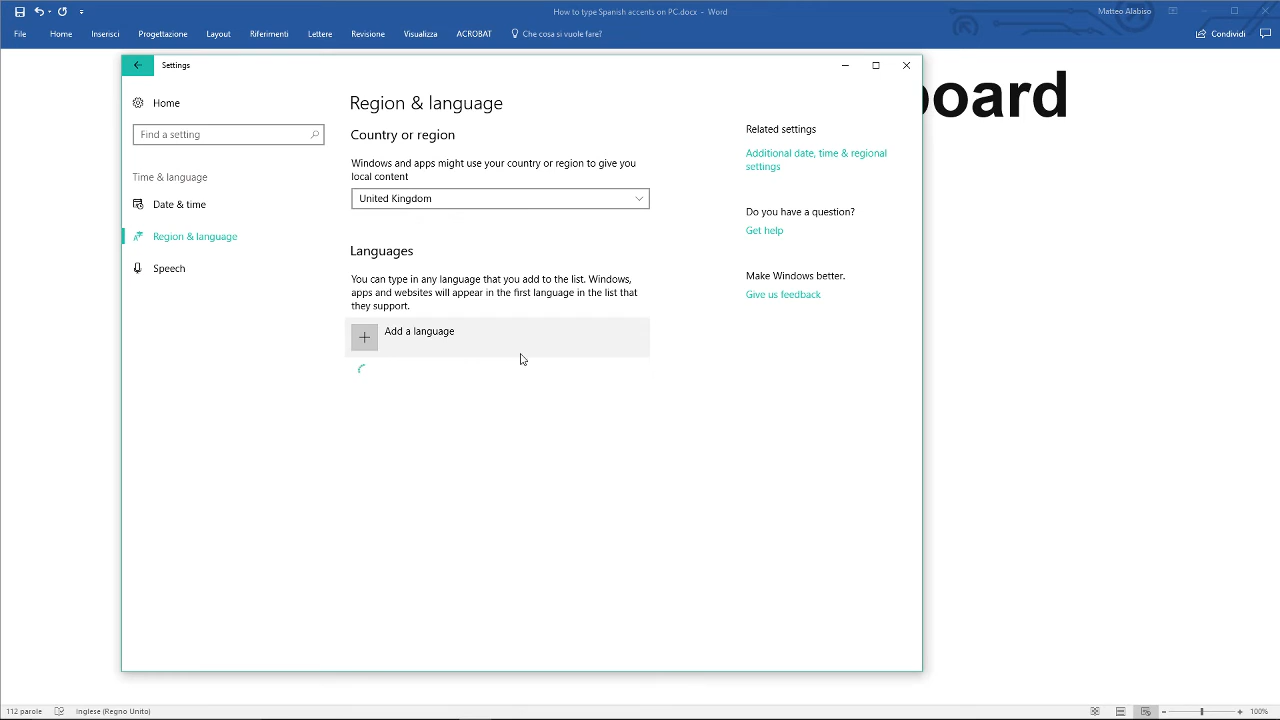 How to type Spanish accents on PC.docx - Word
Matteo Alabiso
File Home Inserisci Progettazione Layout Riferimenti Lettere Revisione Visualizza ACROBAT Che cosa si vuole fare? Condividi
Settings
Home
Find a setting
Time & language
Date & time
Region & language
Speech
Region & language
Country or region
Windows and apps might use your country or region to give you
local content
United Kingdom
Languages
You can type in any language that you add to the list. Windows,
apps and websites will appear in the first language in the list that
they support.
Add a language
Related settings
Additional date, time & regional
settings
Do you have a question?
Get help
Make Windows better.
Give us feedback
oard
112 parole Inglese (Regno Unito) 100%